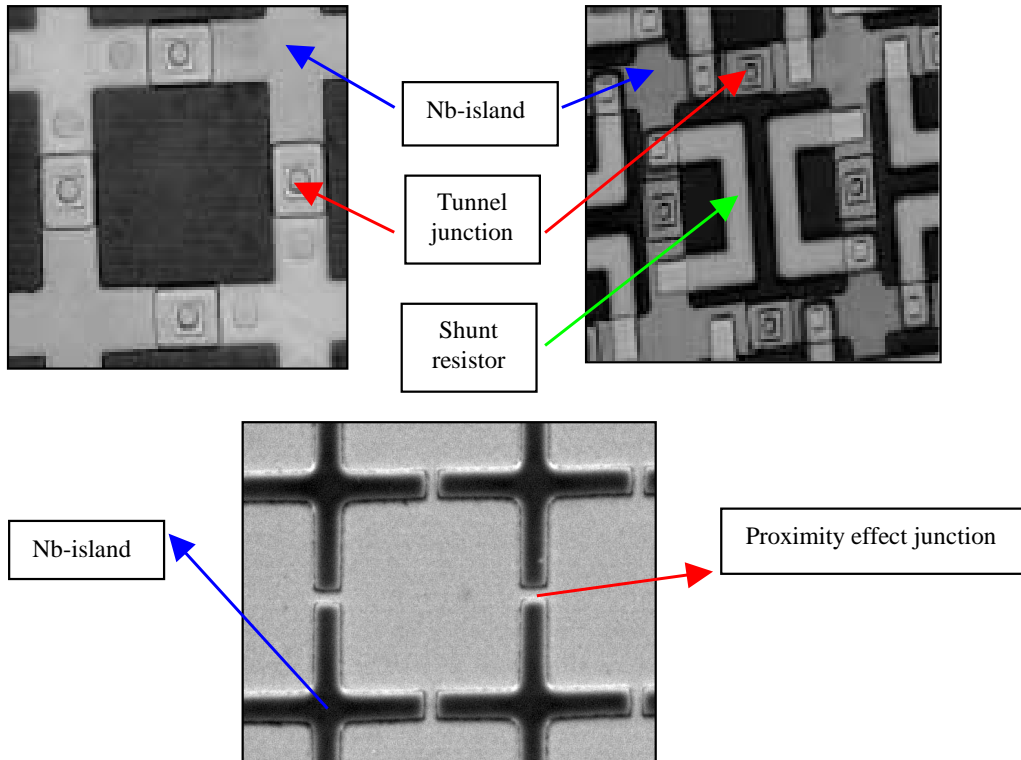 Nb-island
Tunnel
junction
Shunt
resistor
Nb-island
Proximity effect junction